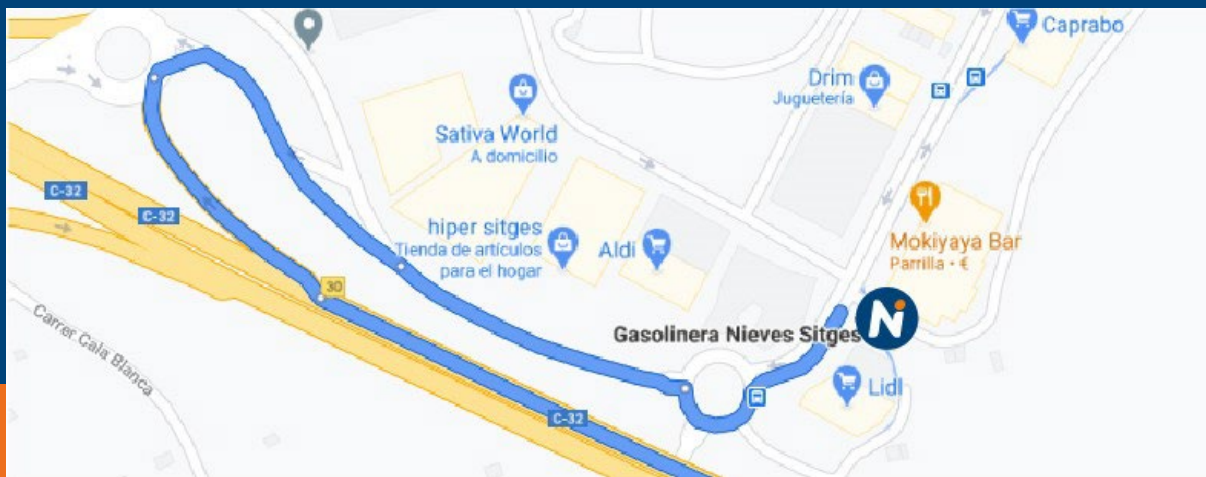 Caprabo
Drim
Juguetería
Sativa World
A domicilio
C-32
C-32
hiper sitges
Tienda de artículos
para el hogar
Aldi
Mokiyaya Bar
Parrilla · €
30
Carrer Cala Blanca
Gasolinera Nieves Sitges
N
Lidl
C-32